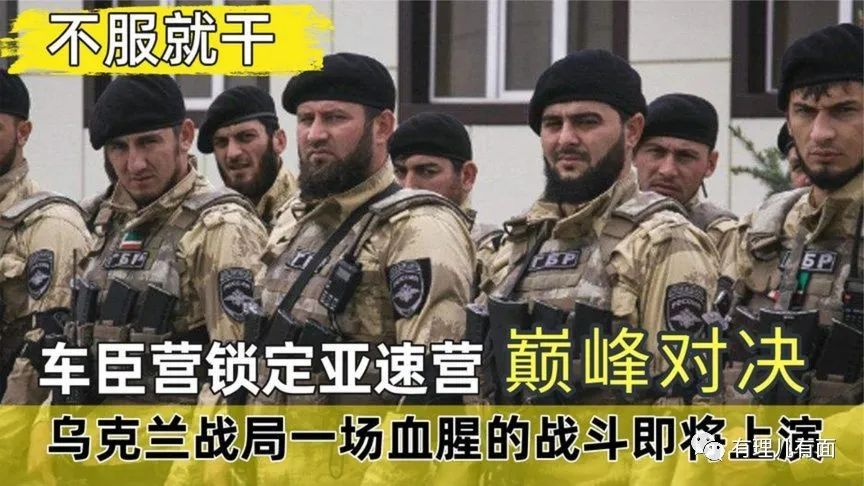 不服就干
ГБР
ГБР
РОССИЯ
车臣营锁定亚速营 巅峰对决
乌克兰战局一场血腥的战斗即将上演
有理儿有面